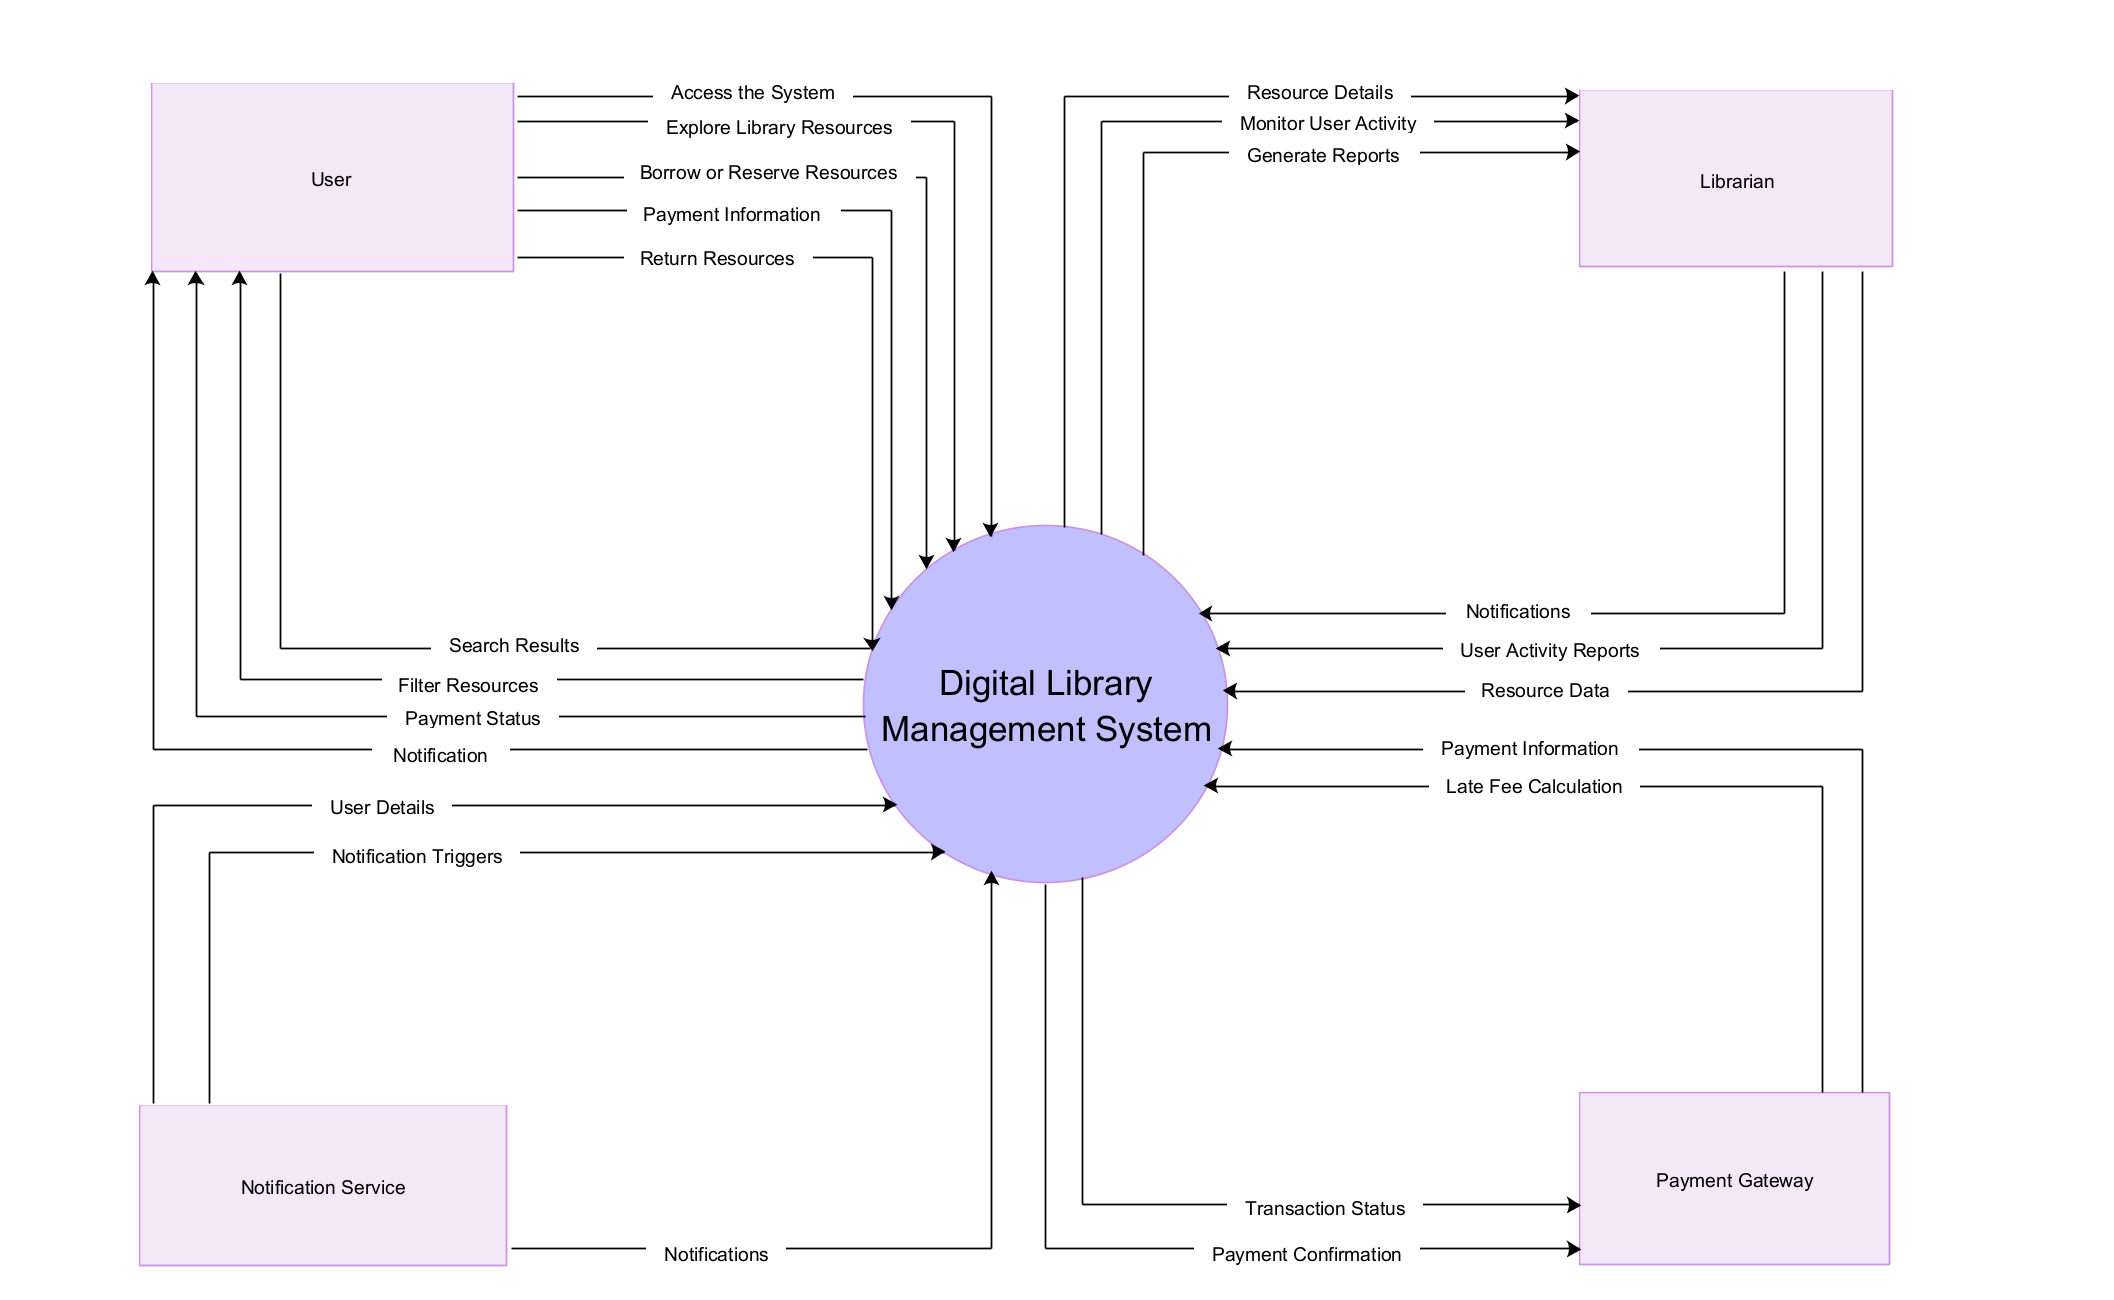 Access the System
Explore Library Resources
Borrow or Reserve Resources
Payment Information
Return Resources
User
Resource Details
Monitor User Activity
Generate Reports
Librarian
Search Results
Filter Resources
Payment Status
Notification
Digital Library
Management System
Notifications
User Activity Reports
Resource Data
Payment Information
Late Fee Calculation
User Details
Notification Triggers
Notification Service
Notifications
Transaction Status
Payment Confirmation
Payment Gateway